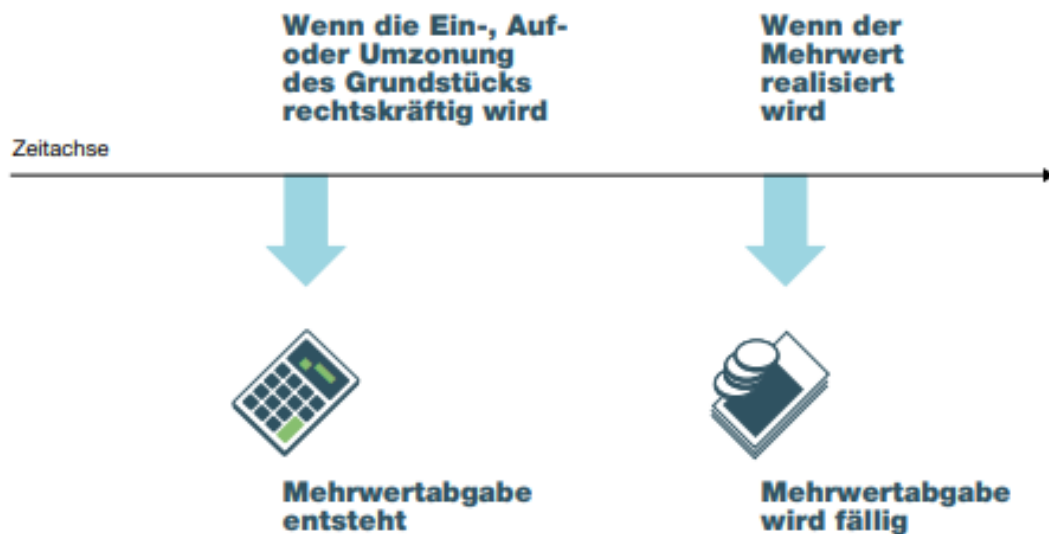 Wenn die Ein-, Auf-
oder Umzonung
des Grundstücks
rechtskräftig wird
Wenn der
Mehrwert
realisiert
wird
Zeitachse
Mehrwertabgabe
entsteht
Mehrwertabgabe
wird fällig